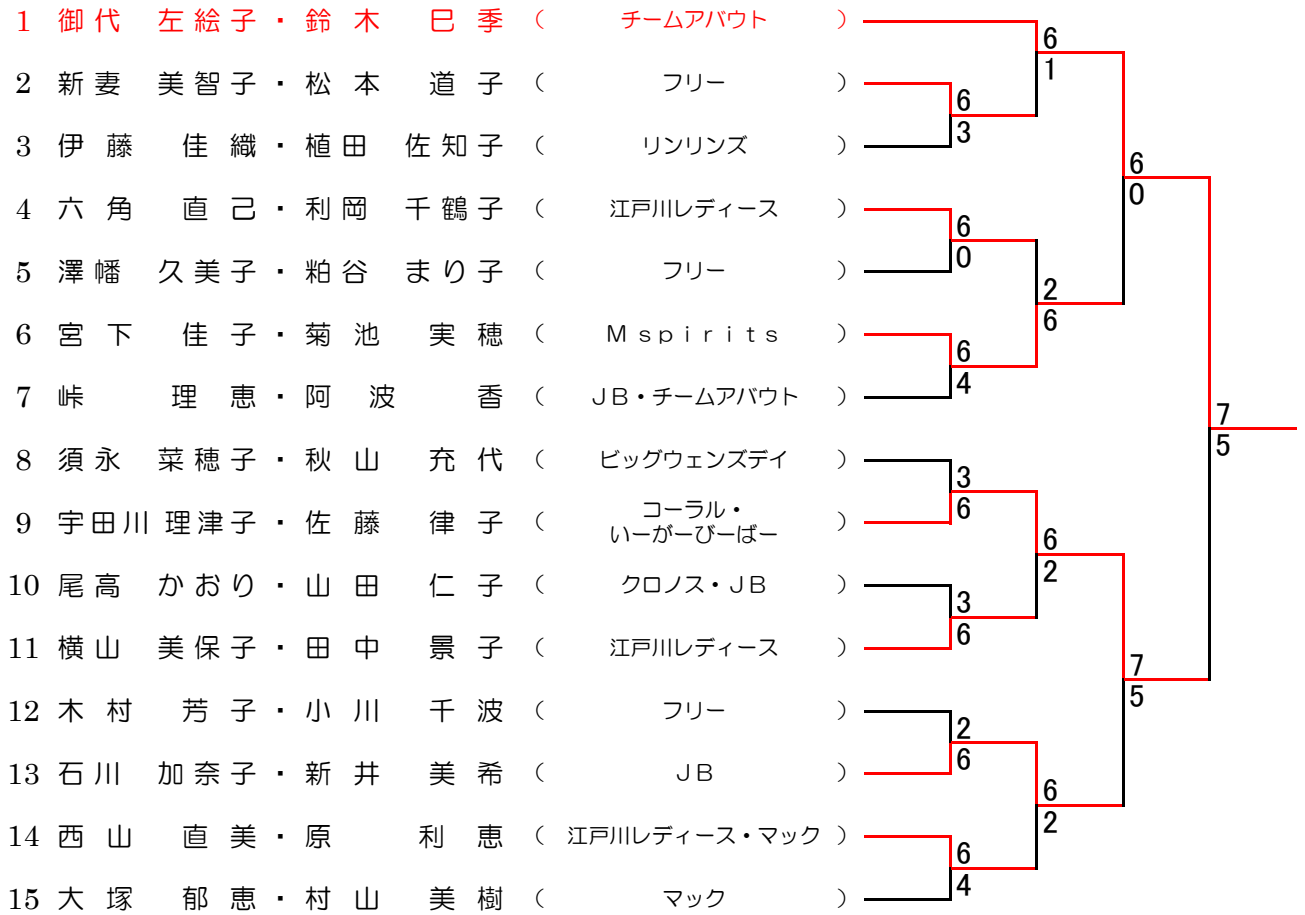 1 御代 左絵子・鈴木 巳季 ( チームアバウト )
2 新妻 美智子・松本 道子 ( フリー )
3 伊藤 佳織・植田 佐知子 ( リンリンズ )
4 六角 直己・利岡 千鶴子 ( 江戸川レディース )
5 澤幡 久美子・粕谷 まり子 ( フリー )
6 宮下 佳子・菊池 実穂 ( Mspirits )
7 峠 理恵・阿波 香 ( JB・チームアバウト )
8 須永 菜穂子・秋山 充代 ( ビッグウェンズデイ )
9 宇田川 理津子・佐藤 律子 ( コーラル・
いーがーびーばー )
10 尾高 かおり・山田 仁子 ( クロノス・JB )
11 横山 美保子・田中 景子 ( 江戸川レディース )
12 木村 芳子・小川 千波 ( フリー )
13 石川 加奈子・新井 美希 ( JB )
14 西山 直美・原 利恵 ( 江戸川レディース・マック )
15 大塚 郁恵・村山 美樹 ( マック )
6
3
6
0
6
4
3
6
3
6
2
6
6
4
6
1
2
6
6
2
6
2
6
0
7
5
7
5